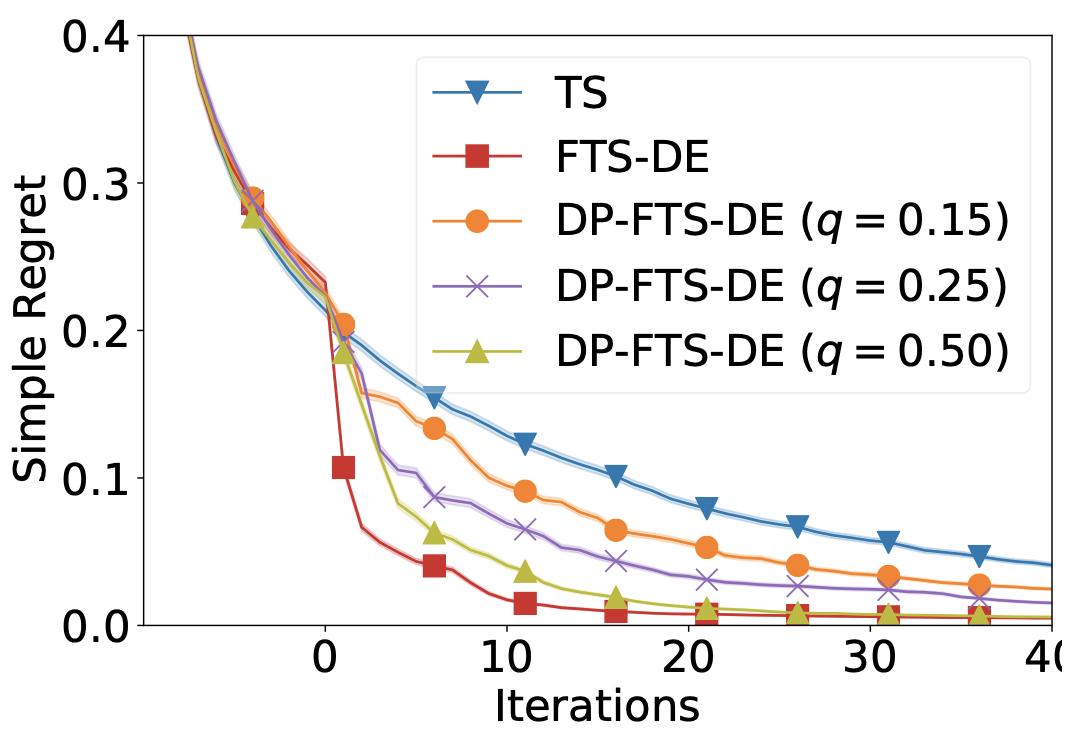 0.4
0.3
0.2
0.1
0.0
Simple Regret
TS
FTS-DE
DP-FTS-DE (q = 0.15)
DP-FTS-DE (q = 0.25)
DP-FTS-DE (q = 0.50)
0 10 20 30 40
Iterations